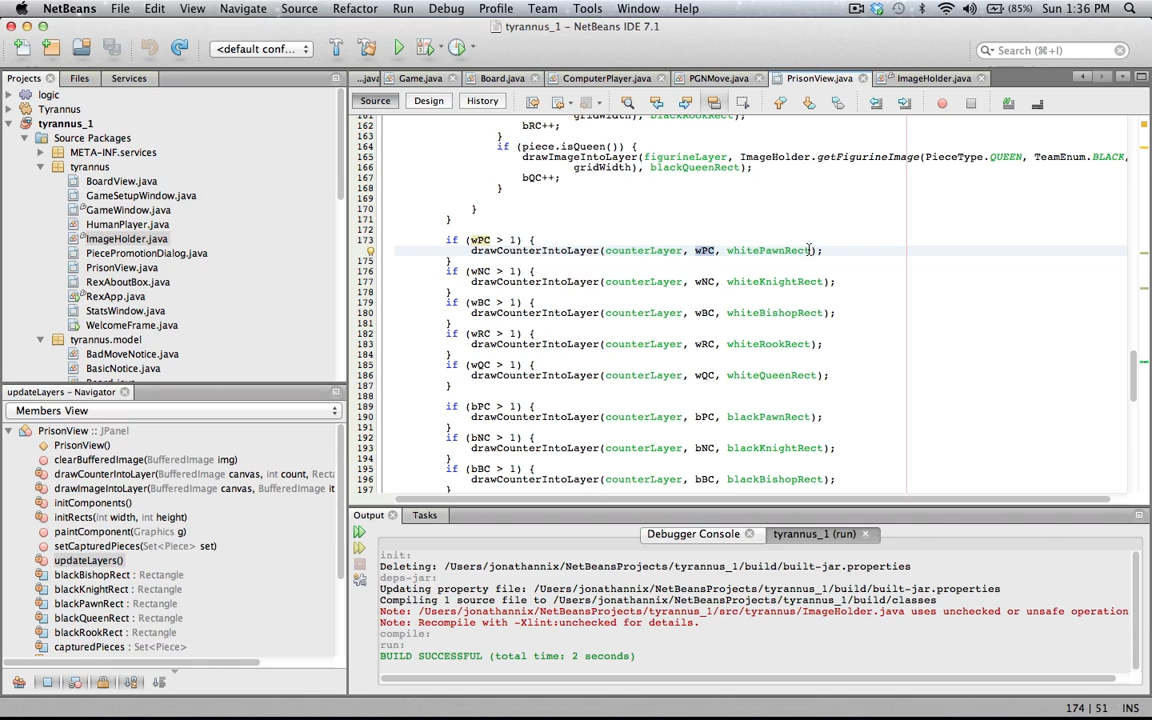 NetBeans File Edit View Navigate Source Refactor Run Debug Profile Team Tools Window Help (85%) Sun 1:36 PM
tyrannus_1 – NetBeans IDE 7.1
<default conf... Search (⌘+I)
Projects Files Services
...java Game.java Board.java ComputerPlayer.java PGNMove.java PrisonView.java ImageHolder.java
Source Design History
logic
Tyrannus
tyrannus_1
Source Packages
META-INF.services
tyrannus
BoardView.java
GameSetupWindow.java
GameWindow.java
HumanPlayer.java
ImageHolder.java
PiecePromotionDialog.java
PrisonView.java
RexAboutBox.java
RexApp.java
StatsWindow.java
WelcomeFrame.java
tyrannus.model
BadMoveNotice.java
BasicNotice.java
161 gridWidth), blackRookRect);
162 bRC++;
163 }
164 if (piece.isQueen()) {
165 drawImageIntoLayer(figurineLayer, ImageHolder.getFigurineImage(PieceType.QUEEN, TeamEnum.BLACK,
166 gridWidth), blackQueenRect);
167 bQC++;
168 }
169
170 }
171 }
172
173 if (wPC > 1) {
drawCounterIntoLayer(counterLayer, wPC, whitePawnRect);
175 }
176 if (wNC > 1) {
177 drawCounterIntoLayer(counterLayer, wNC, whiteKnightRect);
178 }
179 if (wBC > 1) {
180 drawCounterIntoLayer(counterLayer, wBC, whiteBishopRect);
181 }
182 if (wRC > 1) {
183 drawCounterIntoLayer(counterLayer, wRC, whiteRookRect);
184 }
185 if (wQC > 1) {
186 drawCounterIntoLayer(counterLayer, wQC, whiteQueenRect);
187 }
188
189 if (bPC > 1) {
190 drawCounterIntoLayer(counterLayer, bPC, blackPawnRect);
191 }
192 if (bNC > 1) {
193 drawCounterIntoLayer(counterLayer, bNC, blackKnightRect);
194 }
195 if (bBC > 1) {
196 drawCounterIntoLayer(counterLayer, bBC, blackBishopRect);
197 }
updateLayers – Navigator
Members View
PrisonView :: JPanel
PrisonView()
clearBufferedImage(BufferedImage img)
drawCounterIntoLayer(BufferedImage canvas, int count, Recta
drawImageIntoLayer(BufferedImage canvas, BufferedImage it
initComponents()
initRects(int width, int height)
paintComponent(Graphics g)
setCapturedPieces(Set<Piece> set)
updateLayers()
blackBishopRect : Rectangle
blackKnightRect : Rectangle
blackPawnRect : Rectangle
blackQueenRect : Rectangle
blackRookRect : Rectangle
capturedPieces : Set<Piece>
Output Tasks
Debugger Console tyrannus_1 (run)
init:
Deleting: /Users/jonathannix/NetBeansProjects/tyrannus_1/build/built-jar.properties
deps-jar:
Updating property file: /Users/jonathannix/NetBeansProjects/tyrannus_1/build/built-jar.properties
Compiling 1 source file to /Users/jonathannix/NetBeansProjects/tyrannus_1/build/classes
Note: /Users/jonathannix/NetBeansProjects/tyrannus_1/src/tyrannus/ImageHolder.java uses unchecked or unsafe operation
Note: Recompile with -Xlint:unchecked for details.
compile:
run:
BUILD SUCCESSFUL (total time: 2 seconds)
174 | 51 INS